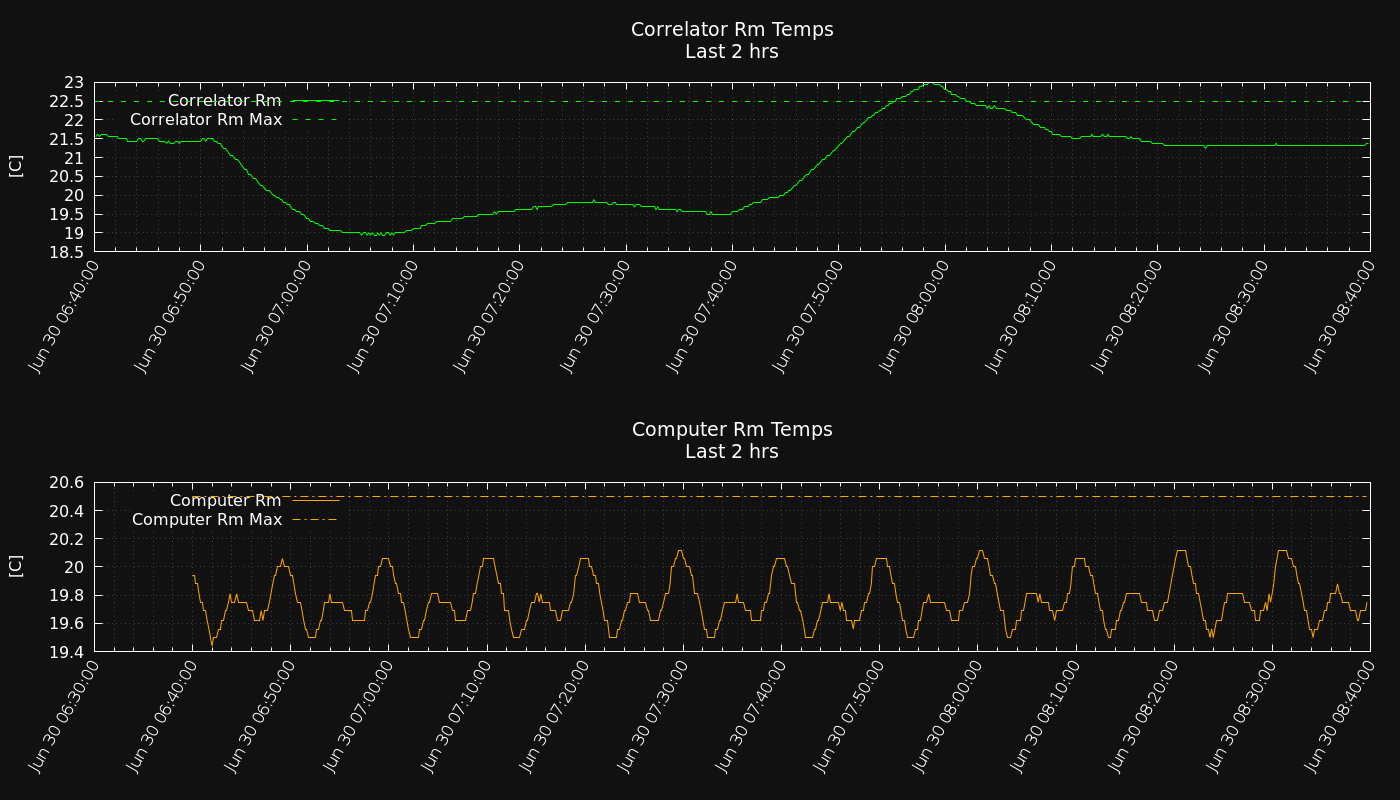 Correlator Rm Temps
Last 2 hrs
[C]
23
22.5
22
21.5
21
20.5
20
19.5
19
18.5
Correlator Rm
Correlator Rm Max
Jun 30 06:40:00
Jun 30 06:50:00
Jun 30 07:00:00
Jun 30 07:10:00
Jun 30 07:20:00
Jun 30 07:30:00
Jun 30 07:40:00
Jun 30 07:50:00
Jun 30 08:00:00
Jun 30 08:10:00
Jun 30 08:20:00
Jun 30 08:30:00
Jun 30 08:40:00
Computer Rm Temps
Last 2 hrs
[C]
20.6
20.4
20.2
20
19.8
19.6
19.4
Computer Rm
Computer Rm Max
Jun 30 06:30:00
Jun 30 06:40:00
Jun 30 06:50:00
Jun 30 07:00:00
Jun 30 07:10:00
Jun 30 07:20:00
Jun 30 07:30:00
Jun 30 07:40:00
Jun 30 07:50:00
Jun 30 08:00:00
Jun 30 08:10:00
Jun 30 08:20:00
Jun 30 08:30:00
Jun 30 08:40:00